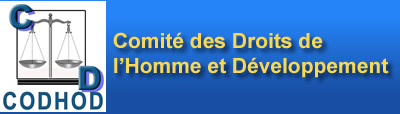 C
D
CODHOD
Comité des Droits de
l'Homme et Développement